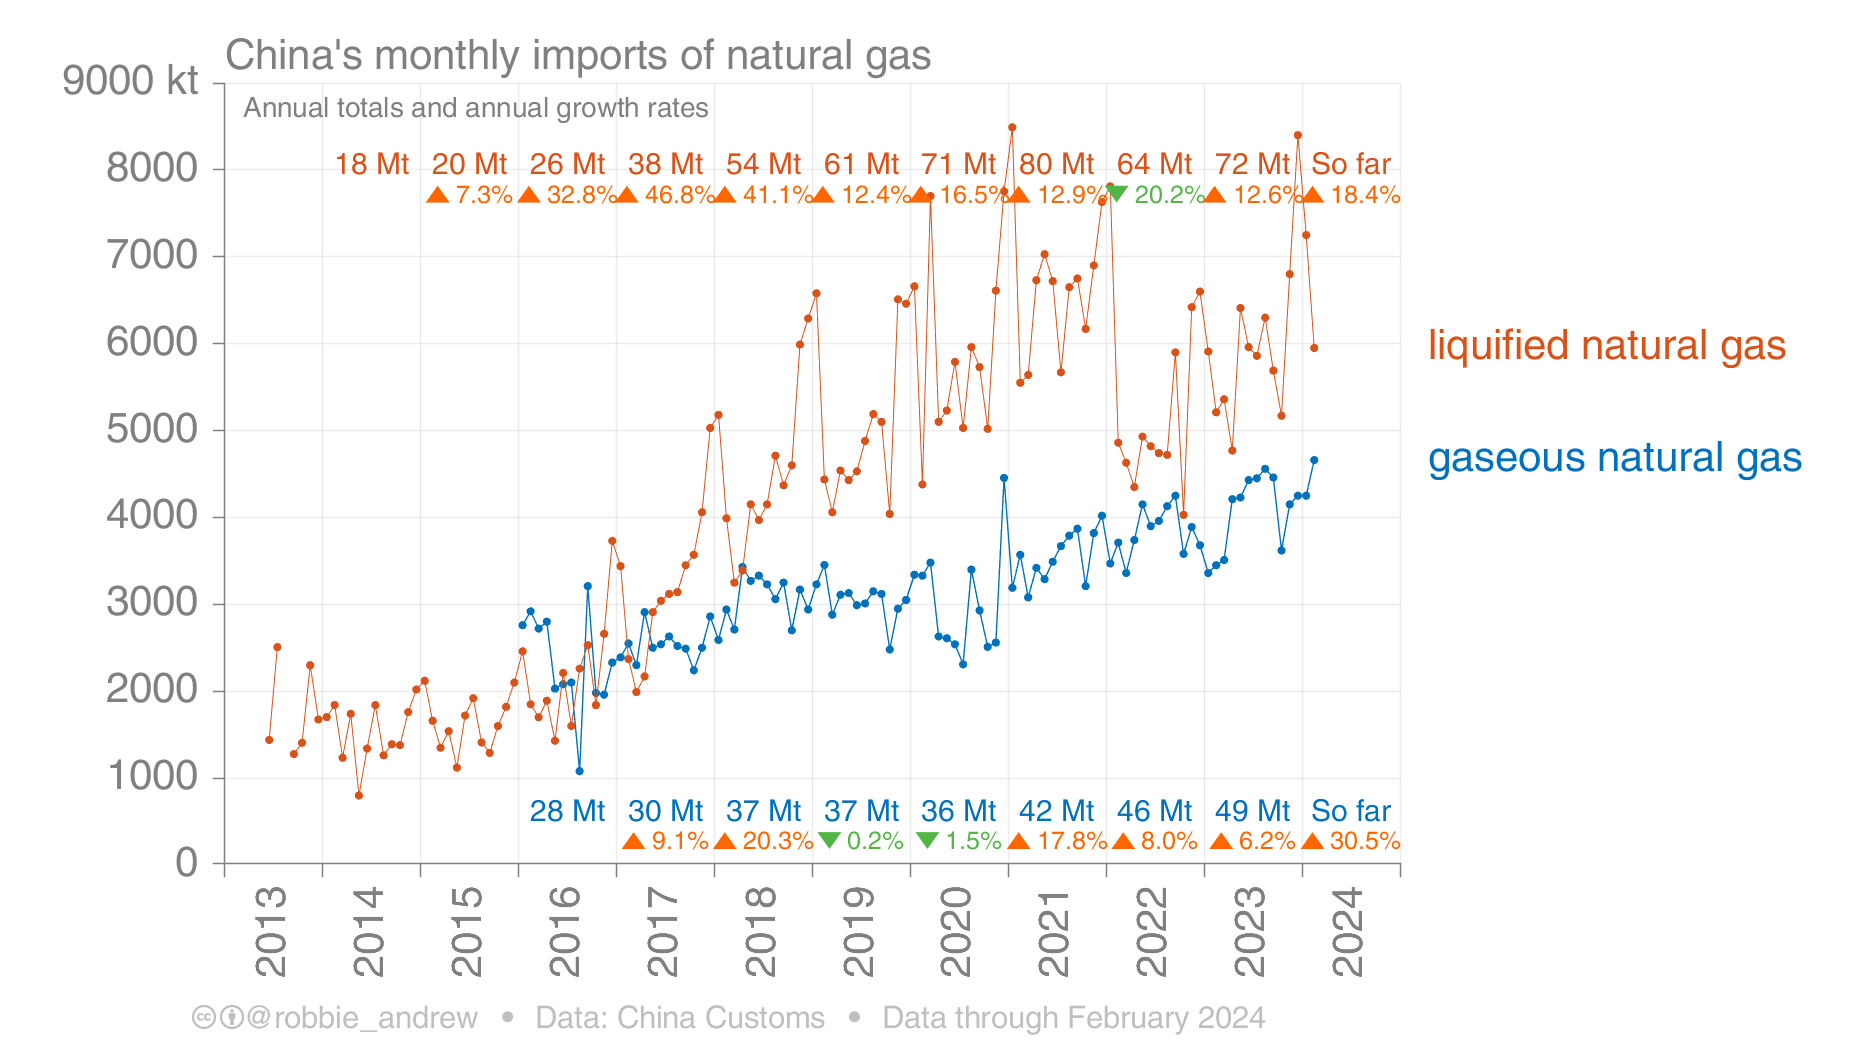 China's monthly imports of natural gas
9000 kt
Annual totals and annual growth rates
8000
18 Mt 20 Mt 26 Mt 38 Mt 54 Mt 61 Mt 71 Mt 80 Mt 64 Mt 72 Mt So far
▲ 7.3% ▲ 32.8% ▲ 46.8% ▲ 41.1% ▲ 12.4% ▲ 16.5% ▲ 12.9% ▼ 20.2% ▲ 12.6% ▲ 18.4%
7000
6000
liquified natural gas
5000
gaseous natural gas
4000
3000
2000
1000
28 Mt 30 Mt 37 Mt 37 Mt 36 Mt 42 Mt 46 Mt 49 Mt So far
▲ 9.1% ▲ 20.3% ▼ 0.2% ▼ 1.5% ▲ 17.8% ▲ 8.0% ▲ 6.2% ▲ 30.5%
0
2013 2014 2015 2016 2017 2018 2019 2020 2021 2022 2023 2024
@robbie_andrew • Data: China Customs • Data through February 2024